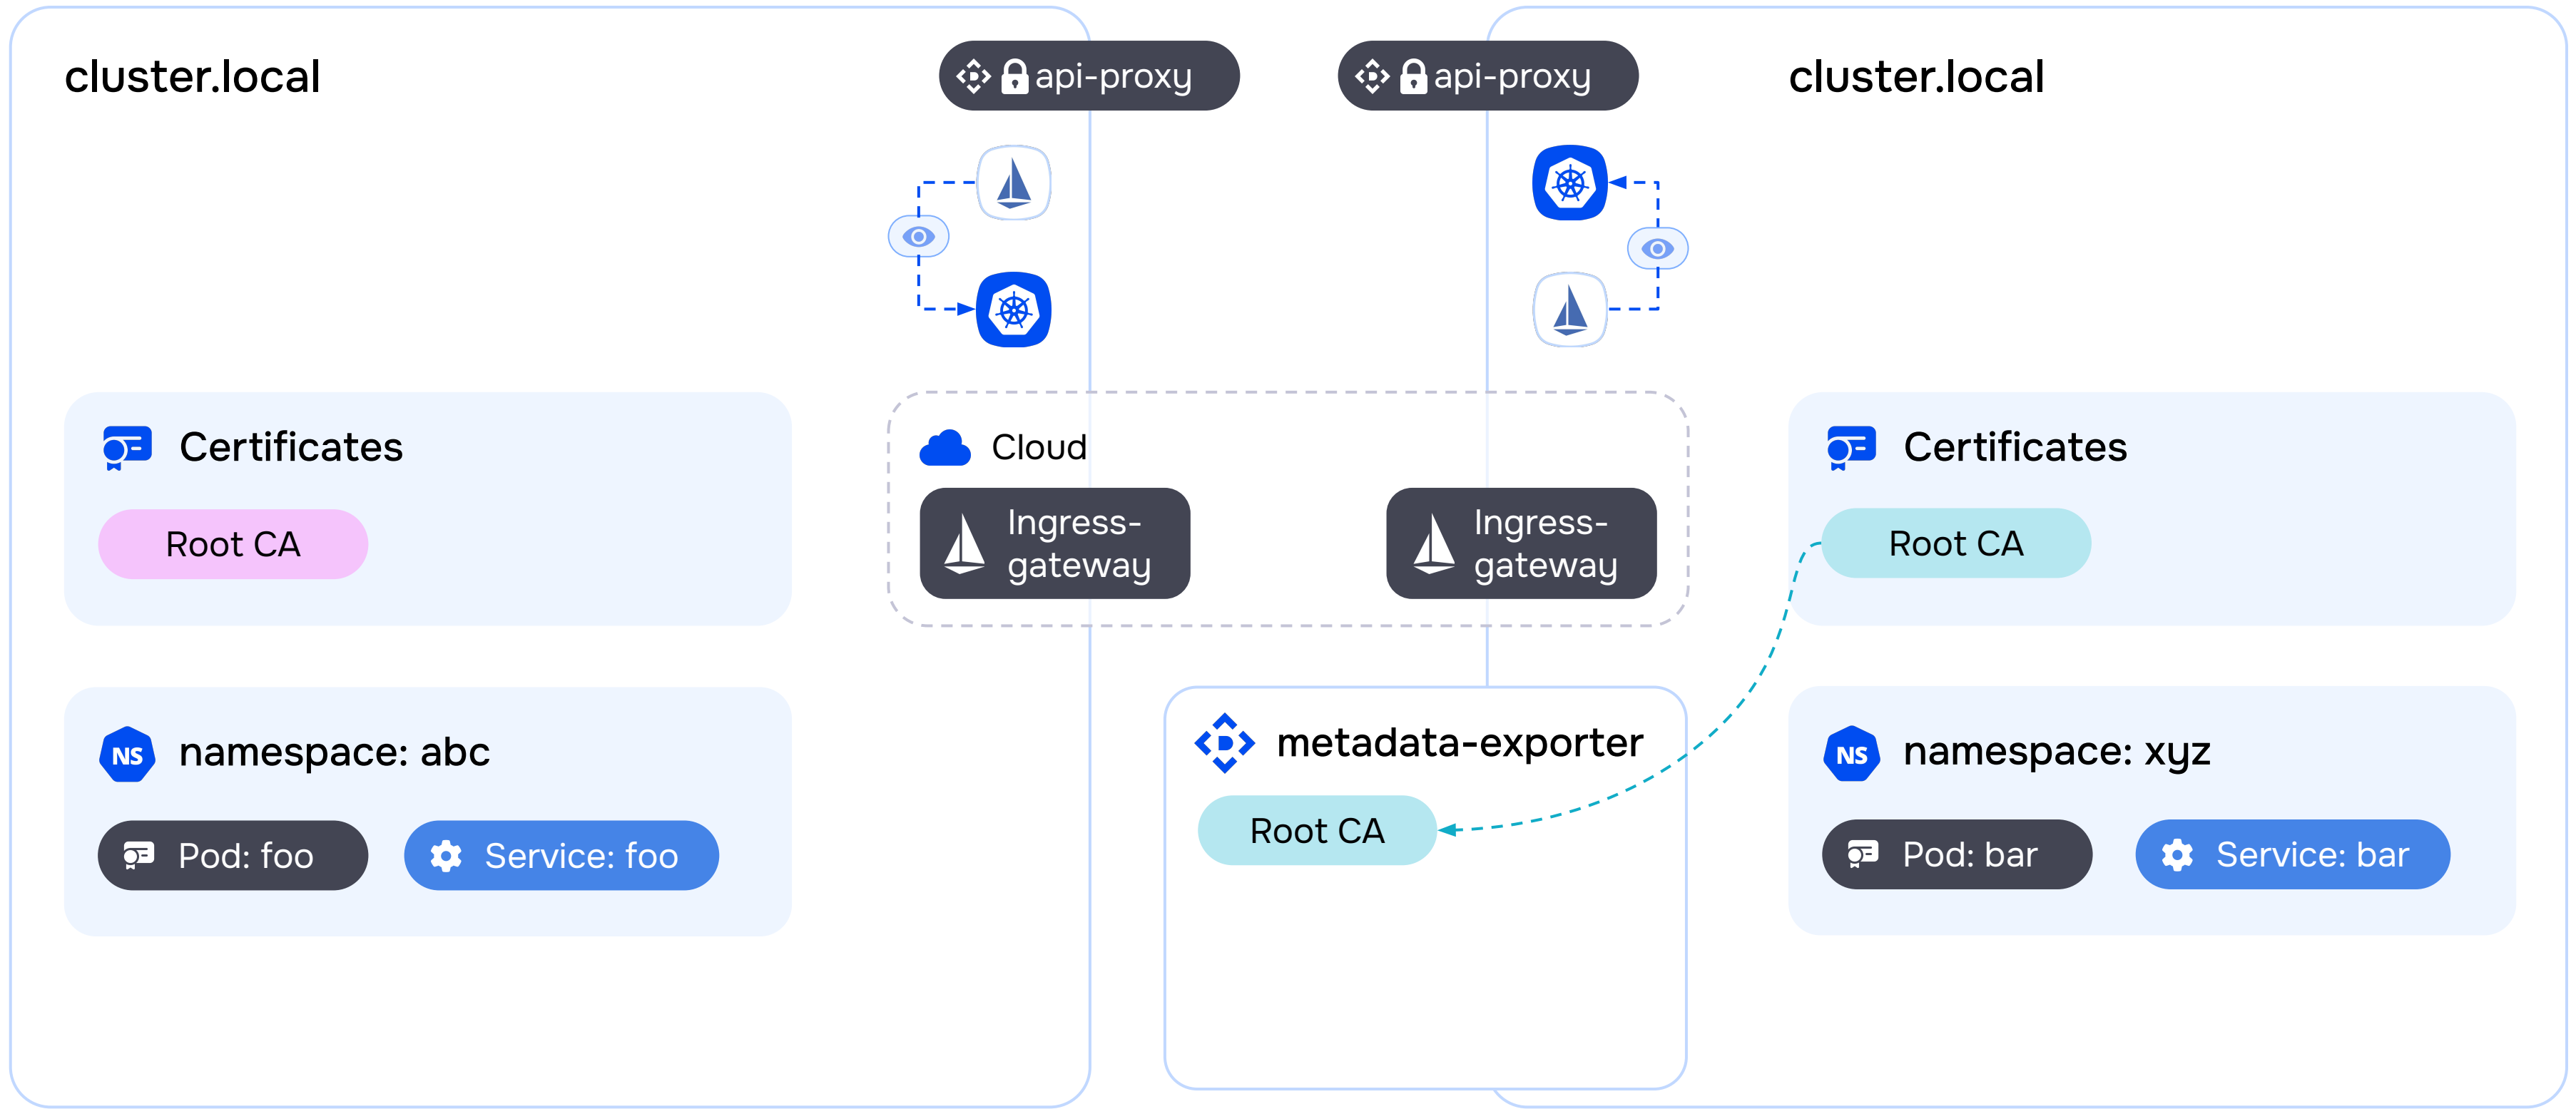 cluster.local
api-proxy
api-proxy
cluster.local
Certificates
Root CA
Cloud
Ingress-
gateway
Ingress-
gateway
Certificates
Root CA
NS
namespace: abc
Pod: foo
Service: foo
metadata-exporter
Root CA
NS
namespace: xyz
Pod: bar
Service: bar